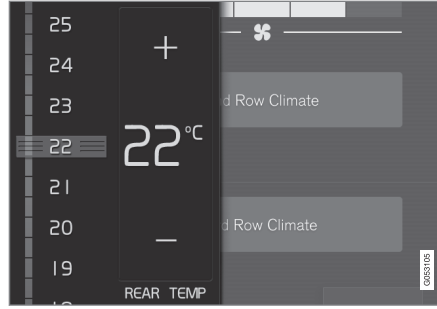 25
24
23
22
21
20
19
+
22°C
–
REAR TEMP
d Row Climate
d Row Climate
G053105